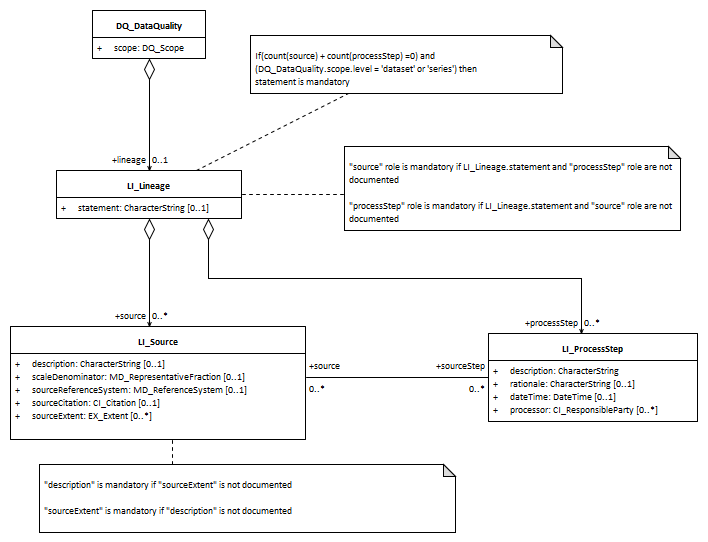 DQ_DataQuality
+ scope: DQ_Scope
If(count(source) + count(processStep) =0) and
(DQ_DataQuality.scope.level = 'dataset' or 'series') then
statement is mandatory
+lineage 0..1
"source" role is mandatory if LI_Lineage.statement and "processStep" role are not
documented
"processStep" role is mandatory if LI_Lineage.statement and "source" role are not
documented
LI_Lineage
+ statement: CharacterString [0..1]
+source 0..*
+processStep 0..*
LI_Source
+ description: CharacterString [0..1]
+ scaleDenominator: MD_RepresentativeFraction [0..1]
+ sourceReferenceSystem: MD_ReferenceSystem [0..1]
+ sourceCitation: CI_Citation [0..1]
+ sourceExtent: EX_Extent [0..*]
+source +sourceStep
0..* 0..*
LI_ProcessStep
+ description: CharacterString
+ rationale: CharacterString [0..1]
+ dateTime: DateTime [0..1]
+ processor: CI_ResponsibleParty [0..*]
"description" is mandatory if "sourceExtent" is not documented
"sourceExtent" is mandatory if "description" is not documented